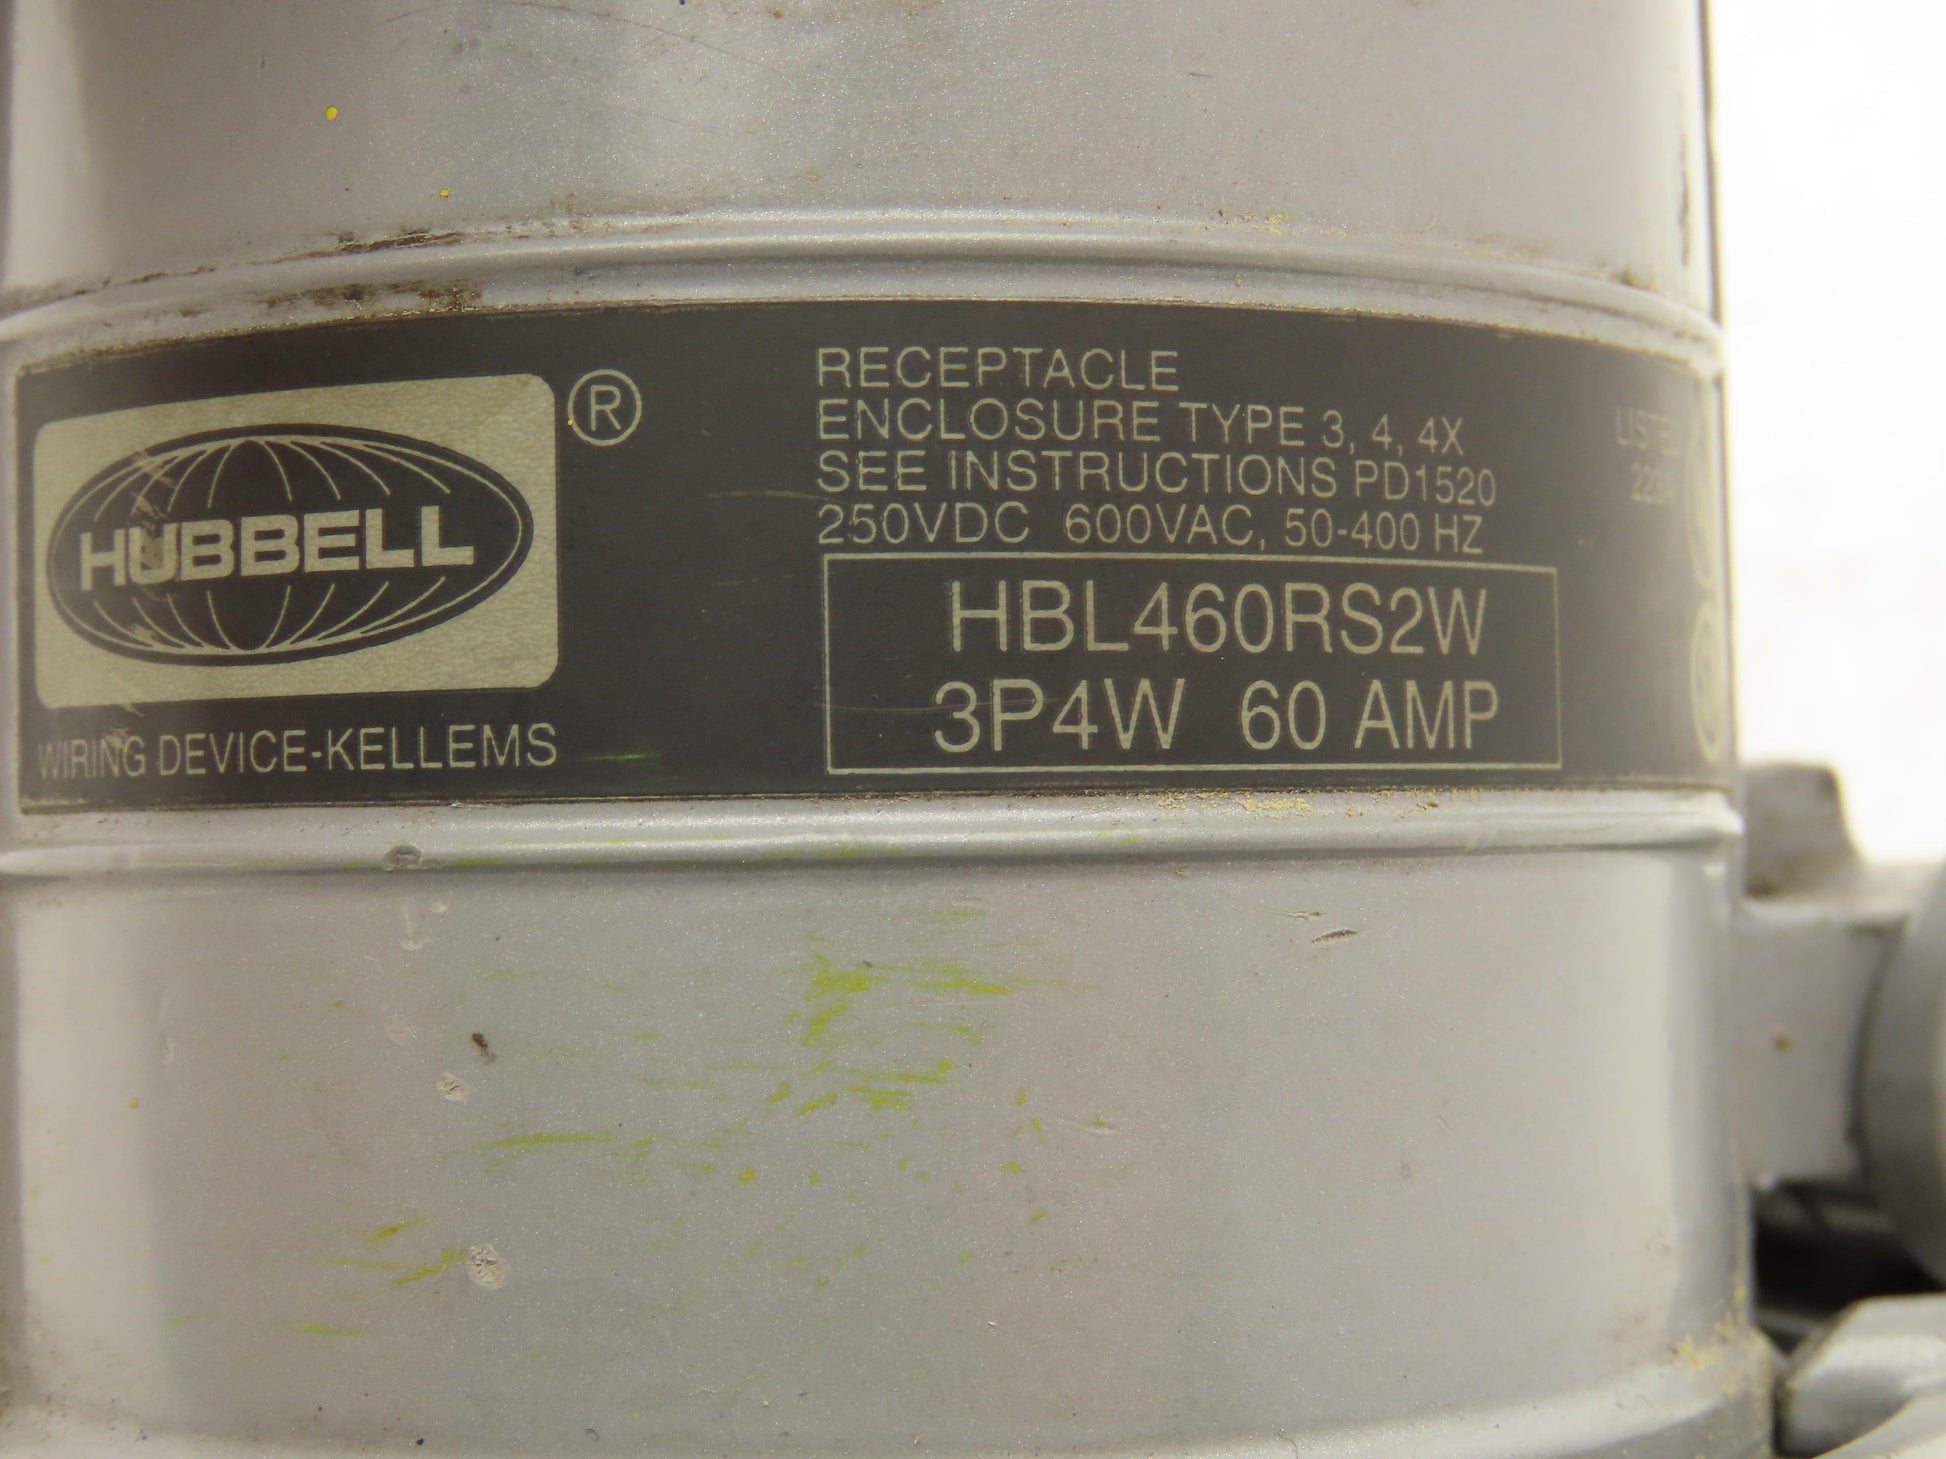 HUBBELL ®
WIRING DEVICE-KELLEMS
RECEPTACLE
ENCLOSURE TYPE 3, 4, 4X
SEE INSTRUCTIONS PD1520
250VDC 600VAC, 50-400 HZ
HBL460RS2W
3P4W 60 AMP
LISTED